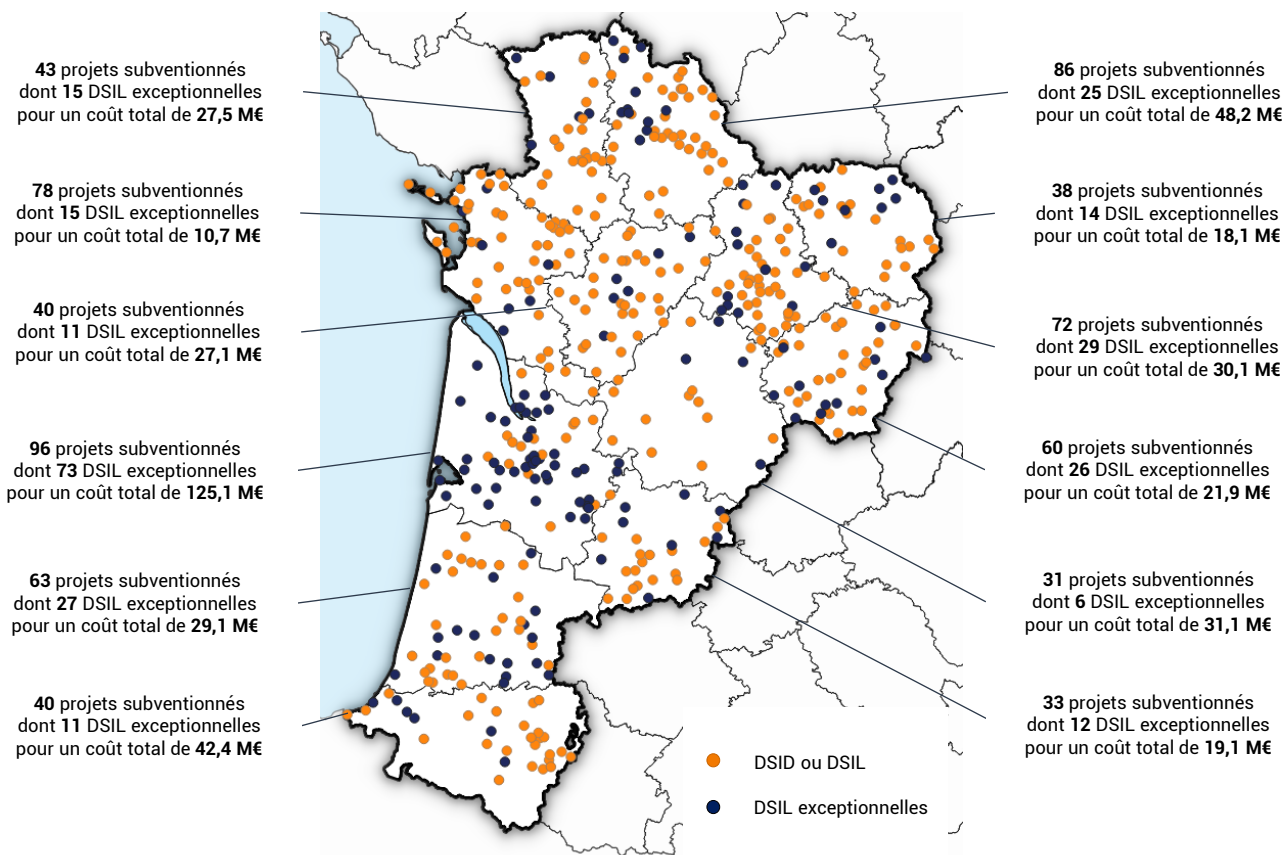 43 projets subventionnés
dont 15 DSIL exceptionnelles
pour un coût total de 27,5 M€
78 projets subventionnés
dont 15 DSIL exceptionnelles
pour un coût total de 10,7 M€
40 projets subventionnés
dont 11 DSIL exceptionnelles
pour un coût total de 27,1 M€
96 projets subventionnés
dont 73 DSIL exceptionnelles
pour un coût total de 125,1 M€
63 projets subventionnés
dont 27 DSIL exceptionnelles
pour un coût total de 29,1 M€
40 projets subventionnés
dont 11 DSIL exceptionnelles
pour un coût total de 42,4 M€
86 projets subventionnés
dont 25 DSIL exceptionnelles
pour un coût total de 48,2 M€
38 projets subventionnés
dont 14 DSIL exceptionnelles
pour un coût total de 18,1 M€
72 projets subventionnés
dont 29 DSIL exceptionnelles
pour un coût total de 30,1 M€
60 projets subventionnés
dont 26 DSIL exceptionnelles
pour un coût total de 21,9 M€
31 projets subventionnés
dont 6 DSIL exceptionnelles
pour un coût total de 31,1 M€
33 projets subventionnés
dont 12 DSIL exceptionnelles
pour un coût total de 19,1 M€
DSID ou DSIL
DSIL exceptionnelles